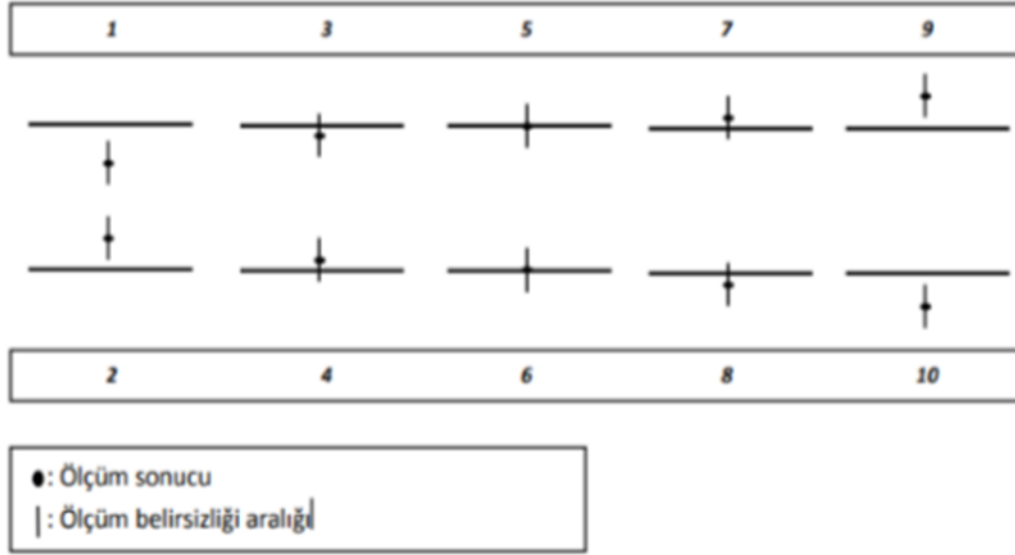 1 3 5 7 9
2 4 6 8 10
: Ölçüm sonucu
| : Ölçüm belirsizliği aralığı